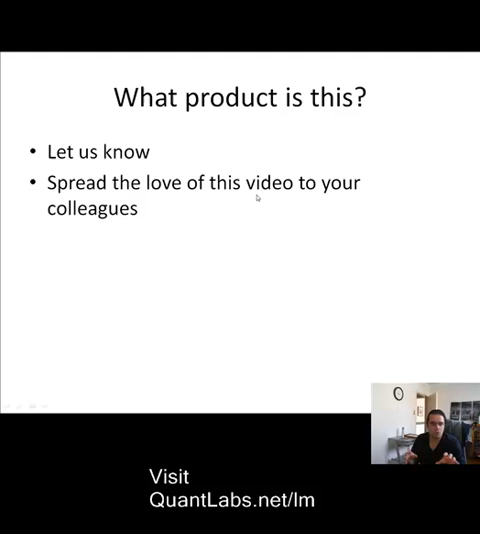 What product is this?
• Let us know
• Spread the love of this video to your
colleagues
Visit
QuantLabs.net/lm